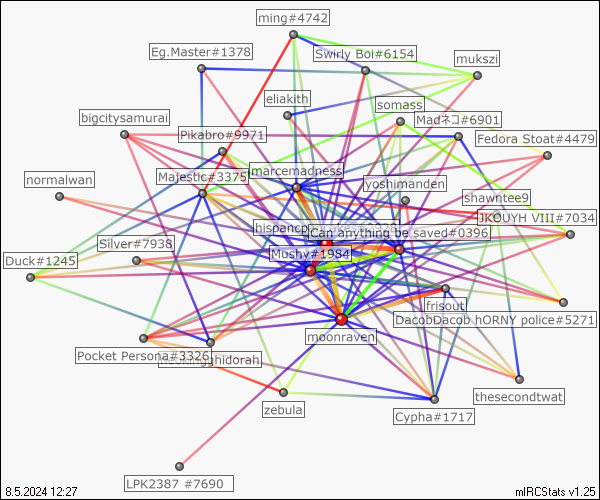 ming#4742
Eg.Master#1378
Swirly Boi#6154
mukszi
eliakith
somass
bigcitysamurai
Pikabro#9971
Madネコ#6901
Fedora Stoat#4479
normalwan
Majestic#3375
marcemadness
yoshimanden
shawntee9
JKOUYH VIII#7034
Can anything be saved#0396
Silver#7938
Mushy#1984
Duck#1245
frisout
DacobDacob
hORNY police#5271
moonraven
Pocket Persona#3326
thesecondtwat
zebula
Cypha#1717
LPK2387 #7690
8.5.2024 12:27
mIRCStats v1.25